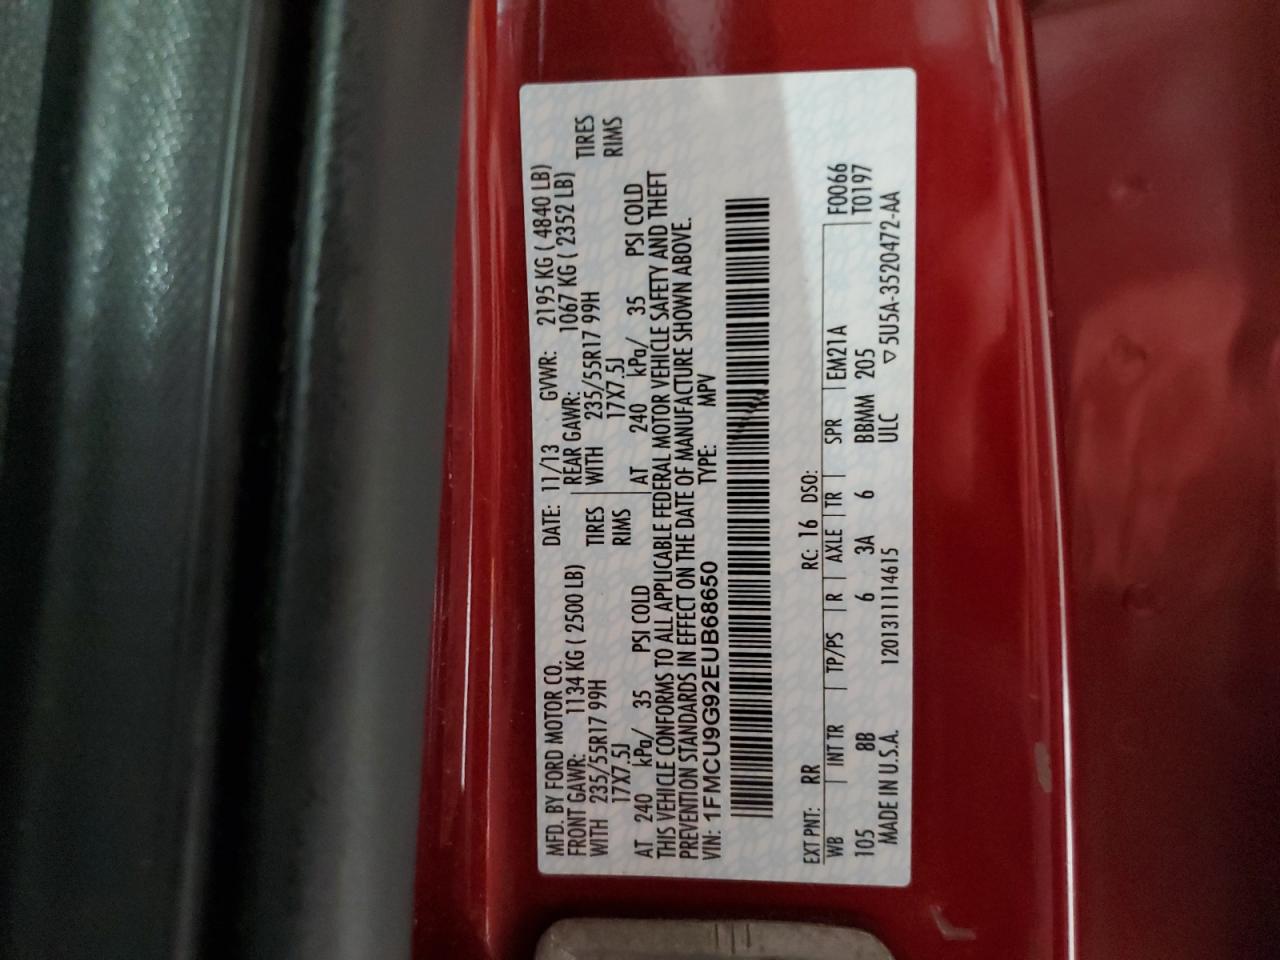 MFD. BY FORD MOTOR CO. DATE: 11/13 GVWR: 2195 KG ( 4840 LB)
FRONT GAWR: 1134 KG ( 2500 LB) REAR GAWR: 1067 KG ( 2352 LB)
WITH 235/55R17 99H TIRES WITH 235/55R17 99H TIRES
17X7.5J RIMS 17X7.5J RIMS
AT 240 kPa/ 35 PSI COLD AT 240 kPa/ 35 PSI COLD
THIS VEHICLE CONFORMS TO ALL APPLICABLE FEDERAL MOTOR VEHICLE SAFETY AND THEFT
PREVENTION STANDARDS IN EFFECT ON THE DATE OF MANUFACTURE SHOWN ABOVE.
VIN: 1FMCU9G92EUB68650 TYPE: MPV
EXT PNT: RR RC: 16 DSO:
WB INT TR TP/PS R AXLE TR SPR EM21A F0066
105 8B 6 3A 6 BBMM 205 T0197
MADE IN U.S.A. 120131114615 ULC ▽5U5A-3520472-AA